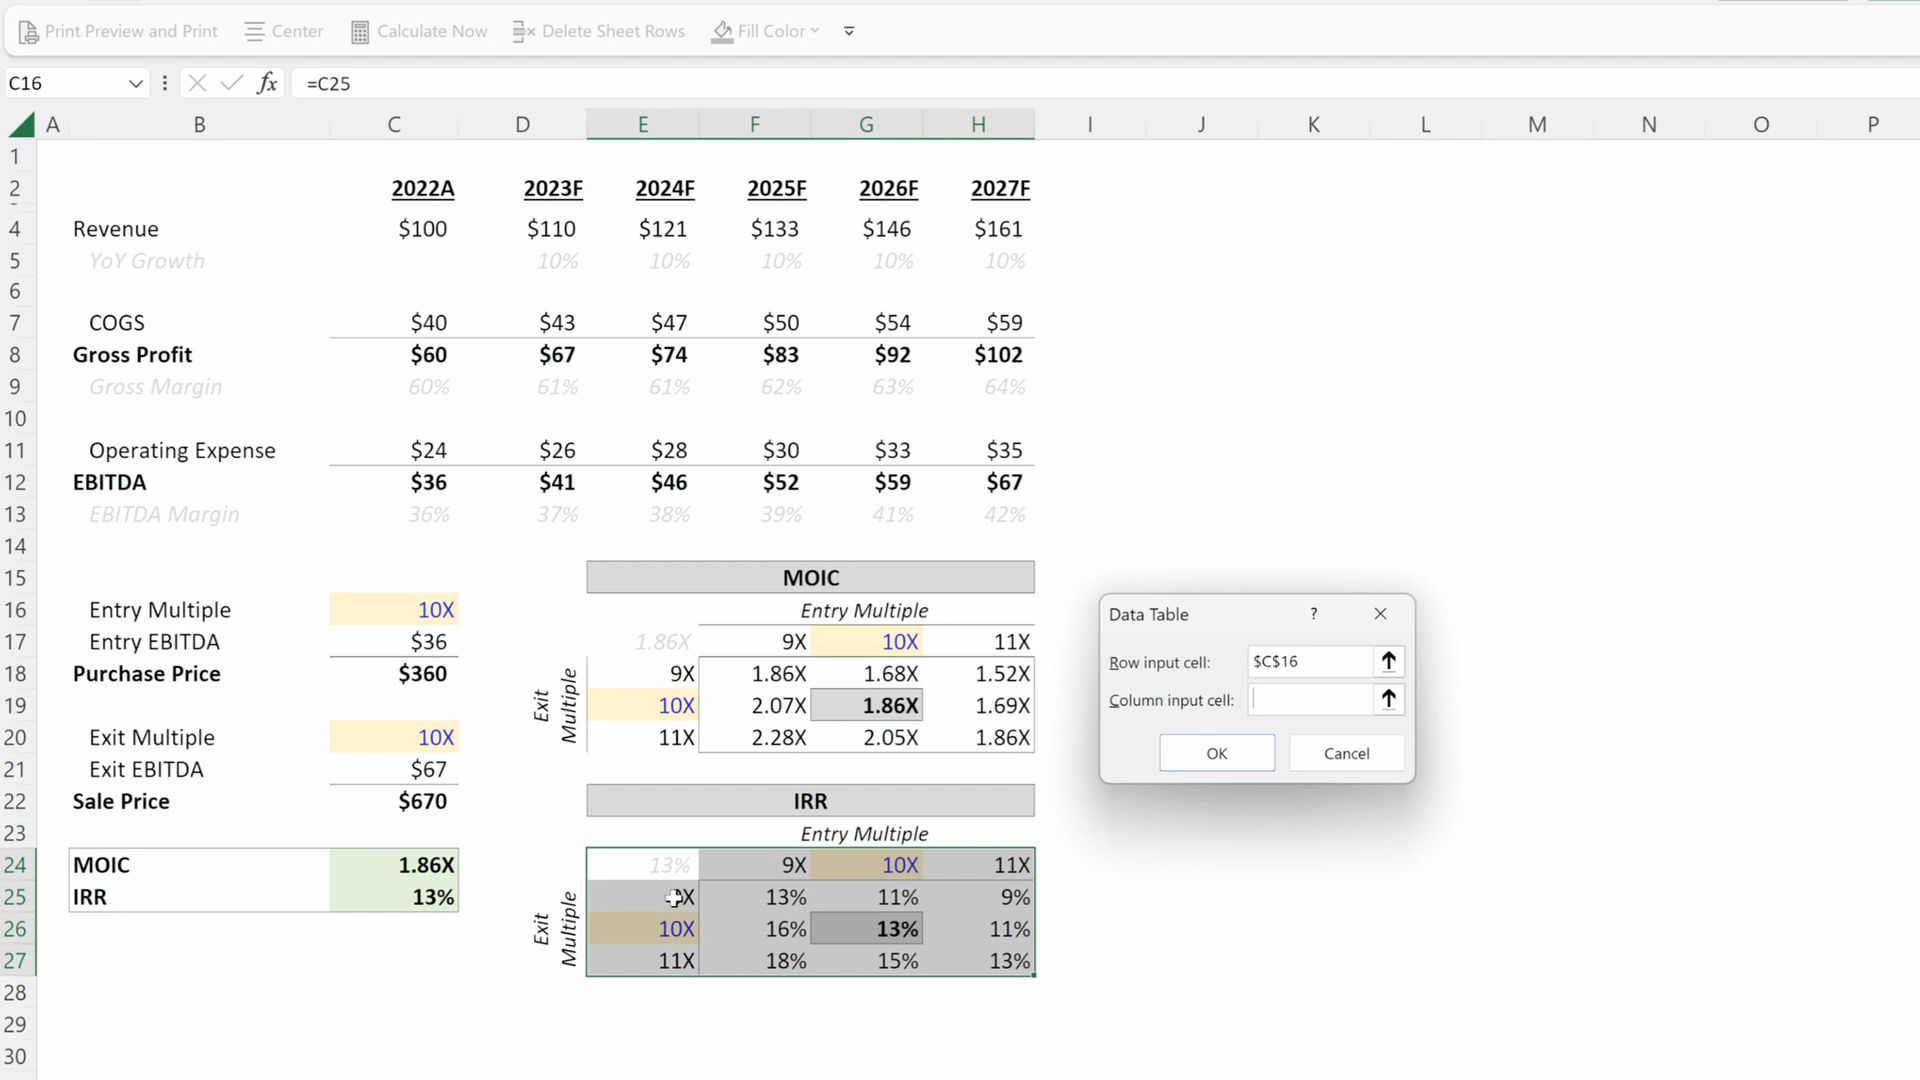 Print Preview and Print Center Calculate Now Delete Sheet Rows Fill Color
C16 fx =C25
A B C D E F G H I J K L M N O P
1
2 2022A 2023F 2024F 2025F 2026F 2027F
4 Revenue $100 $110 $121 $133 $146 $161
5 YoY Growth 10% 10% 10% 10% 10%
6
7 COGS $40 $43 $47 $50 $54 $59
8 Gross Profit $60 $67 $74 $83 $92 $102
9 Gross Margin 60% 61% 61% 62% 63% 64%
10
11 Operating Expense $24 $26 $28 $30 $33 $35
12 EBITDA $36 $41 $46 $52 $59 $67
13 EBITDA Margin 36% 37% 38% 39% 41% 42%
14
15 MOIC
16 Entry Multiple 10X Entry Multiple
17 Entry EBITDA $36 1.86X 9X 10X 11X
18 Purchase Price $360 9X 1.86X 1.68X 1.52X
19 10X 2.07X 1.86X 1.69X
Exit Multiple
20 Exit Multiple 10X 11X 2.28X 2.05X 1.86X
21 Exit EBITDA $67
22 Sale Price $670 IRR
23 Entry Multiple
24 MOIC 1.86X 13% 9X 10X 11X
25 IRR 13% X 13% 11% 9%
26 10X 16% 13% 11%
Exit Multiple
27 11X 18% 15% 13%
28
29
30
Data Table ?
Row input cell: $C$16
Column input cell:
OK Cancel